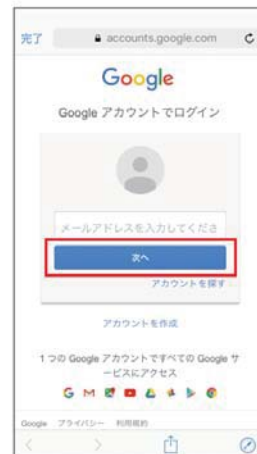 完了
accounts.google.com
Google
Google アカウントでログイン
メールアドレスを入力してくださ
次へ
アカウントを探す
アカウントを作成
1 つの Google アカウントですべての Google サ
ービスにアクセス
Google プライバシー 利用規約